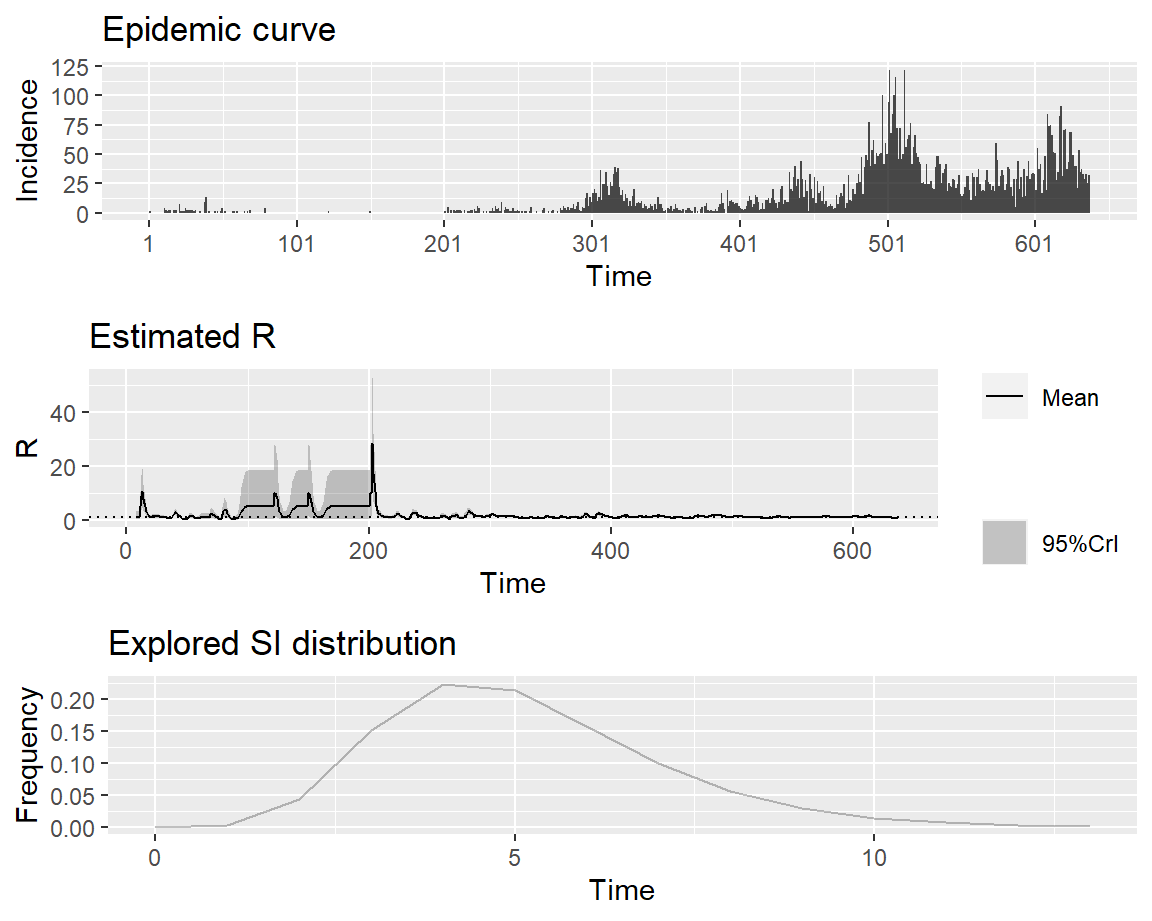 Epidemic curve
125
100
75
50
25
0
Incidence
1 101 201 301 401 501 601
Time
Estimated R
40
20
0
R
0 200 400 600
Time
Mean
95%CrI
Explored SI distribution
0.20
0.15
0.10
0.05
0.00
Frequency
0 5 10
Time